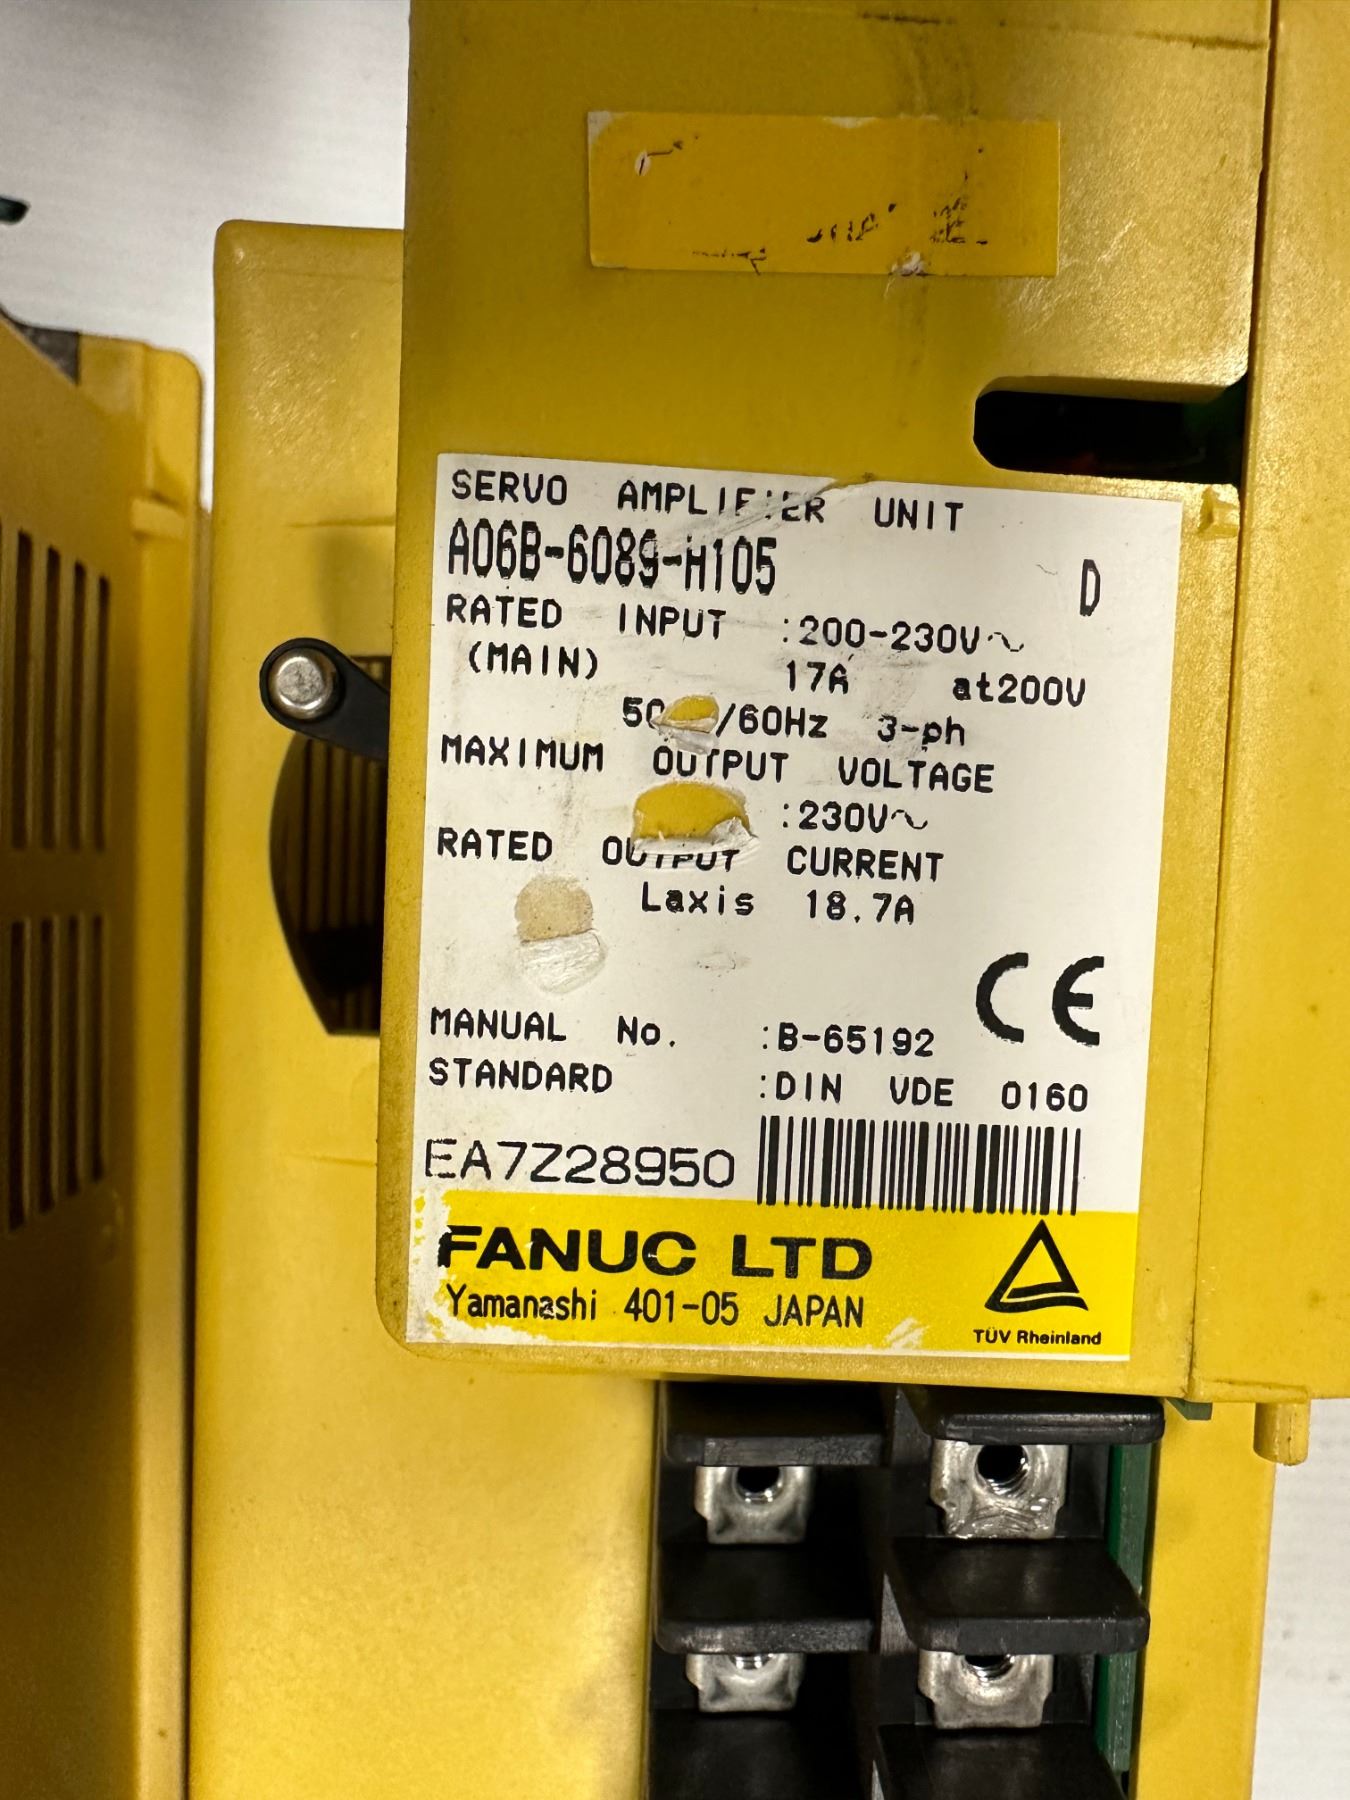 SERVO AMPLIFIER UNIT
A06B-6089-H105 D
RATED INPUT :200-230V~
(MAIN) 17A at200V
/60Hz 3-ph
MAXIMUM OUTPUT VOLTAGE
:230V~
RATED OUTPUT CURRENT
Laxis 18.7A
CE
MANUAL No. :B-65192
STANDARD :DIN VDE 0160
EA7Z28950
FANUC LTD
Yamanashi 401-05 JAPAN
TÜV Rheinland